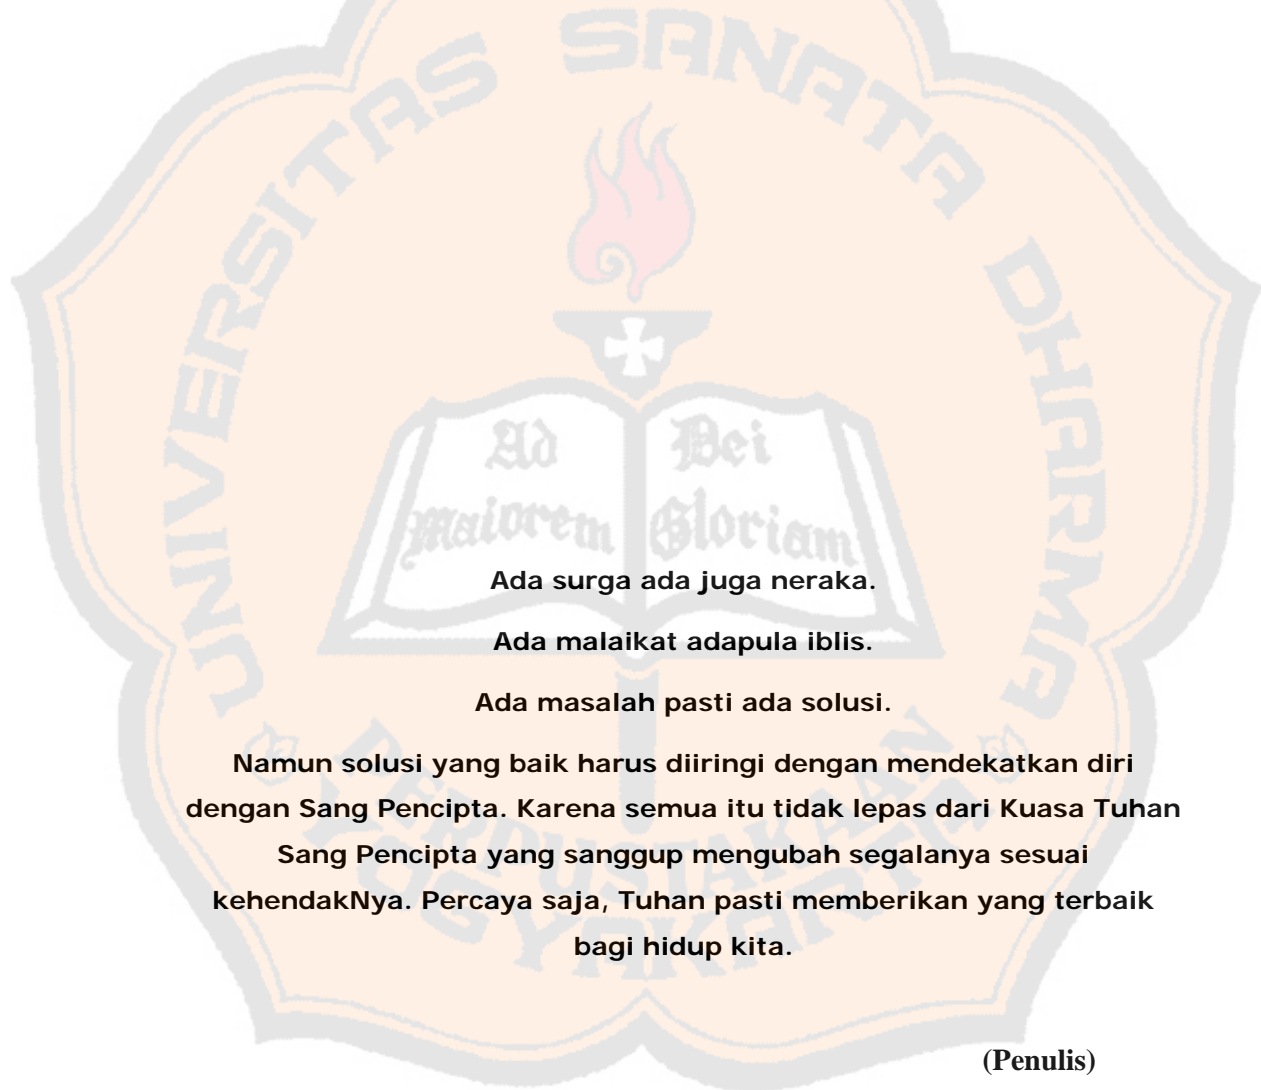 UNIVERSITAS SANATA DHARMA
Ad Dei
maiorem Gloriam
Ada surga ada juga neraka.
Ada malaikat adapula iblis.
Ada masalah pasti ada solusi.
Namun solusi yang baik harus diiringi dengan mendekatkan diri
dengan Sang Pencipta. Karena semua itu tidak lepas dari Kuasa Tuhan
Sang Pencipta yang sanggup mengubah segalanya sesuai
kehendakNya. Percaya saja, Tuhan pasti memberikan yang terbaik
bagi hidup kita.
PERPUSTAKAAN
YOGYAKARTA
(Penulis)